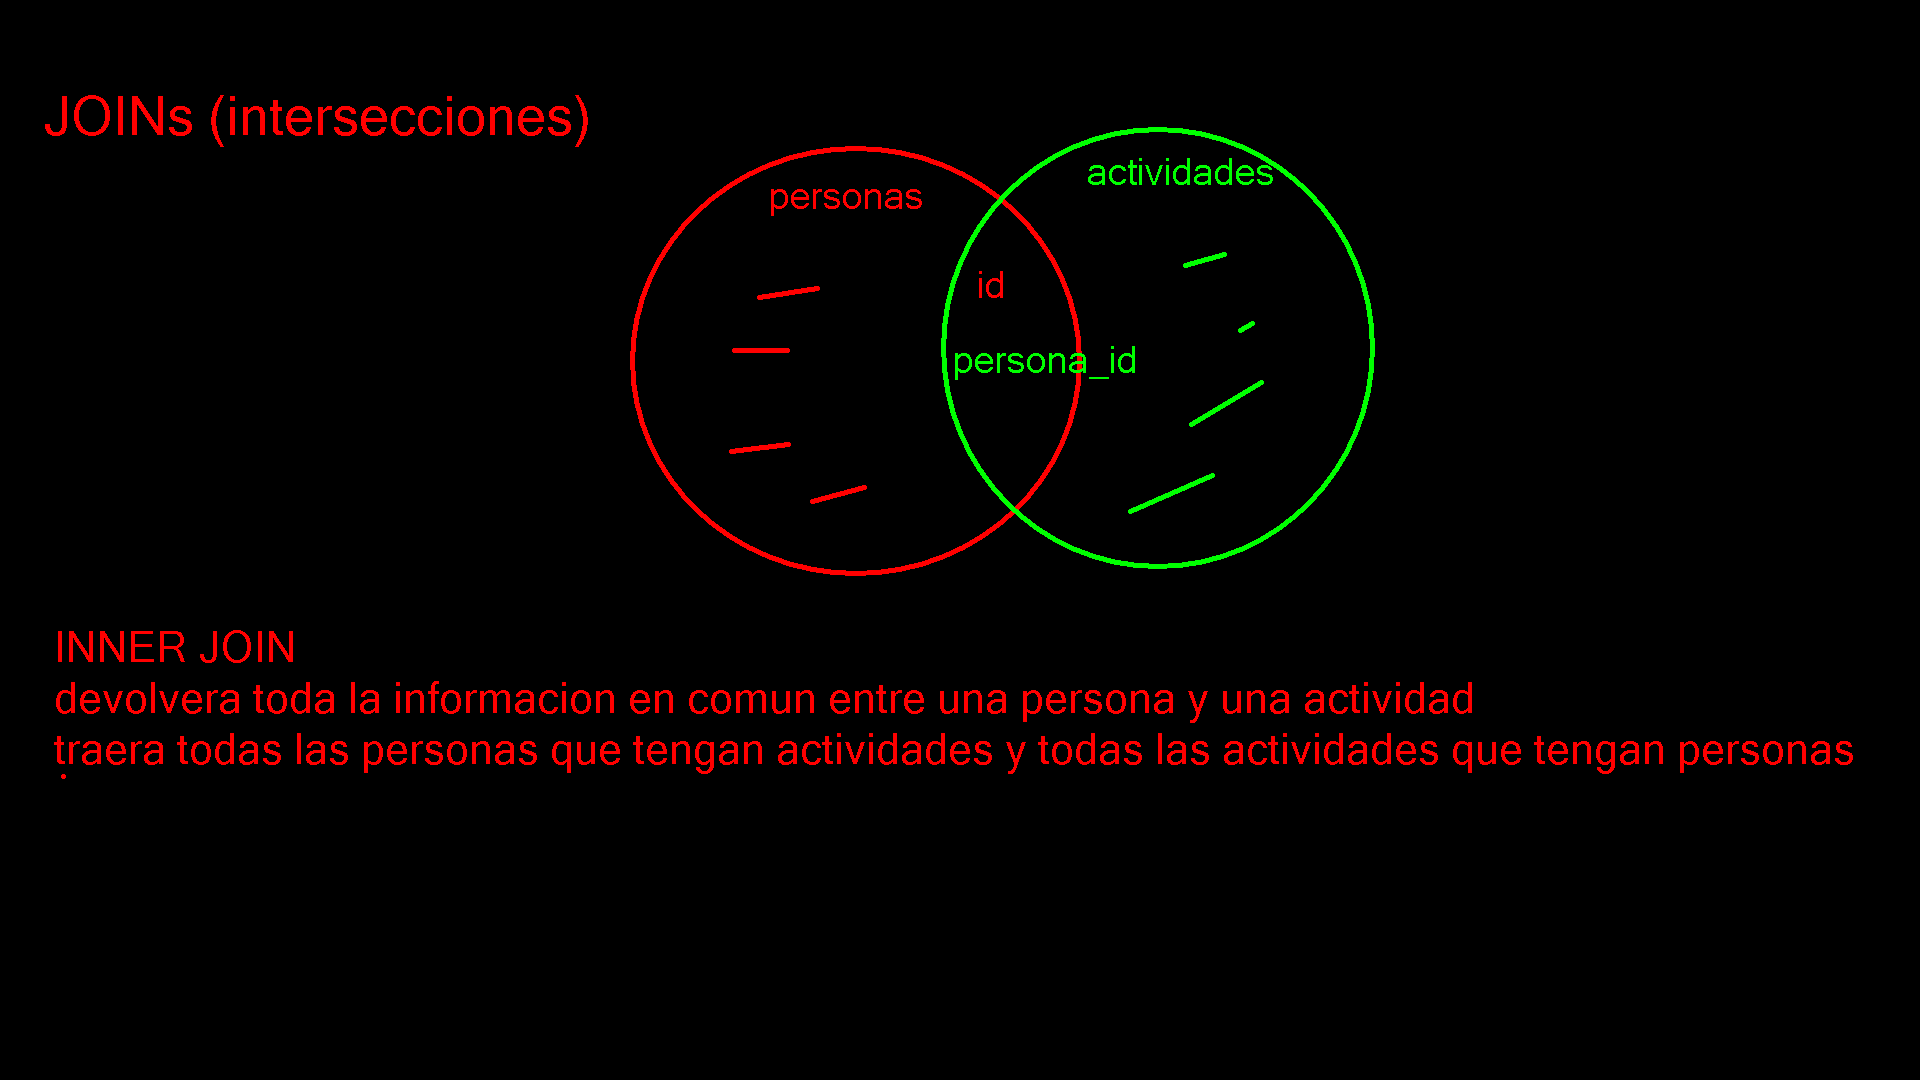 JOINs (intersecciones)
personas
actividades
id
persona_id
INNER JOIN
devolvera toda la informacion en comun entre una persona y una actividad
traera todas las personas que tengan actividades y todas las actividades que tengan personas